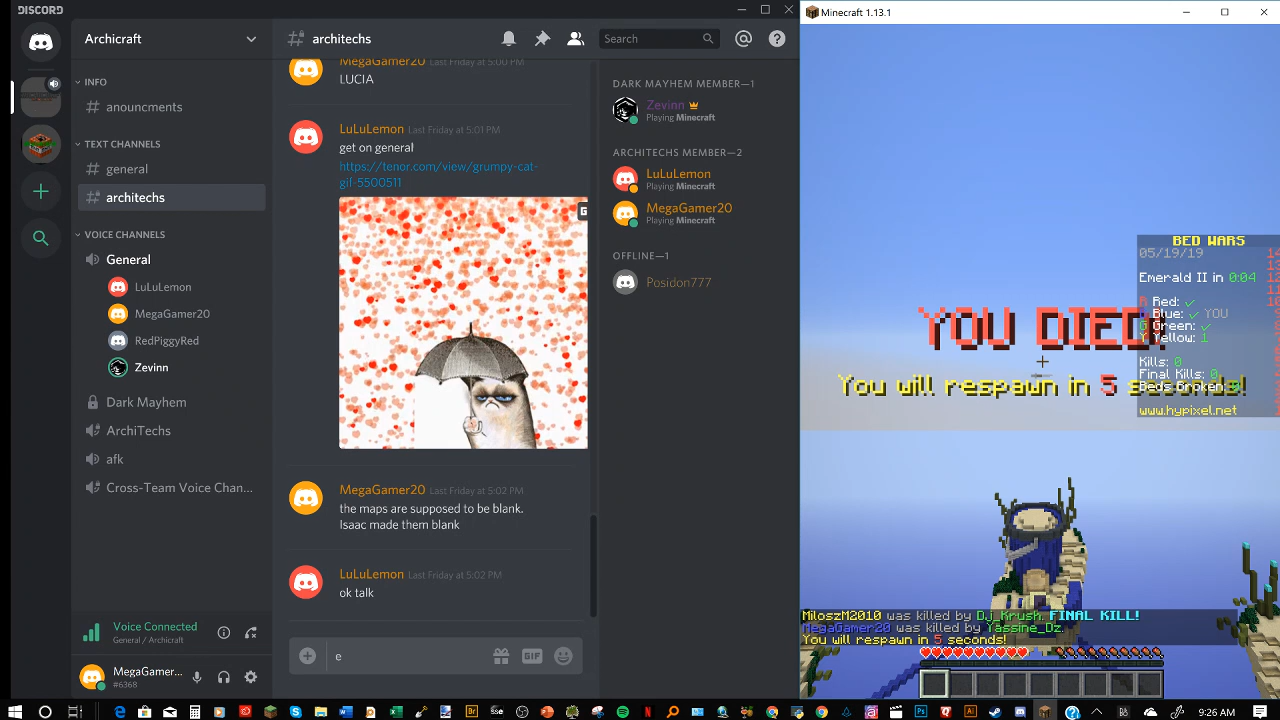 DISCORD
Archicraft
INFO
# anouncments
TEXT CHANNELS
# general
# architechs
VOICE CHANNELS
General
LuLuLemon
MegaGamer20
RedPiggyRed
Zevinn
Dark Mayhem
ArchiTechs
afk
Cross-Team Voice Chan...
Voice Connected
General / Archicraft
MegaGamer...
#6368
architechs
Search
MegaGamer20 Last Friday at 5:00 PM
LUCIA
LuLuLemon Last Friday at 5:01 PM
get on general
https://tenor.com/view/grumpy-cat-
gif-5500511
G
MegaGamer20 Last Friday at 5:02 PM
the maps are supposed to be blank.
Isaac made them blank
LuLuLemon Last Friday at 5:02 PM
ok talk
e
GIF
DARK MAYHEM MEMBER—1
Zevinn
Playing Minecraft
ARCHITECHS MEMBER—2
LuLuLemon
Playing Minecraft
MegaGamer20
Playing Minecraft
OFFLINE—1
Posidon777
Minecraft 1.13.1
BED WARS
05/19/19
Emerald II in 0:04
R Red: ✓
Blue: ✓ YOU
G Green: ✓
Y Yellow: 1
Kills: 0
Final Kills: 0
Beds Broken: 0
www.hypixel.net
YOU DIED!
You will respawn in 5 seconds!
MiloszM2010 was killed by Dj_Krush. FINAL KILL!
MegaGamer20 was killed by Yassine_Dz.
You will respawn in 5 seconds!
9:26 AM